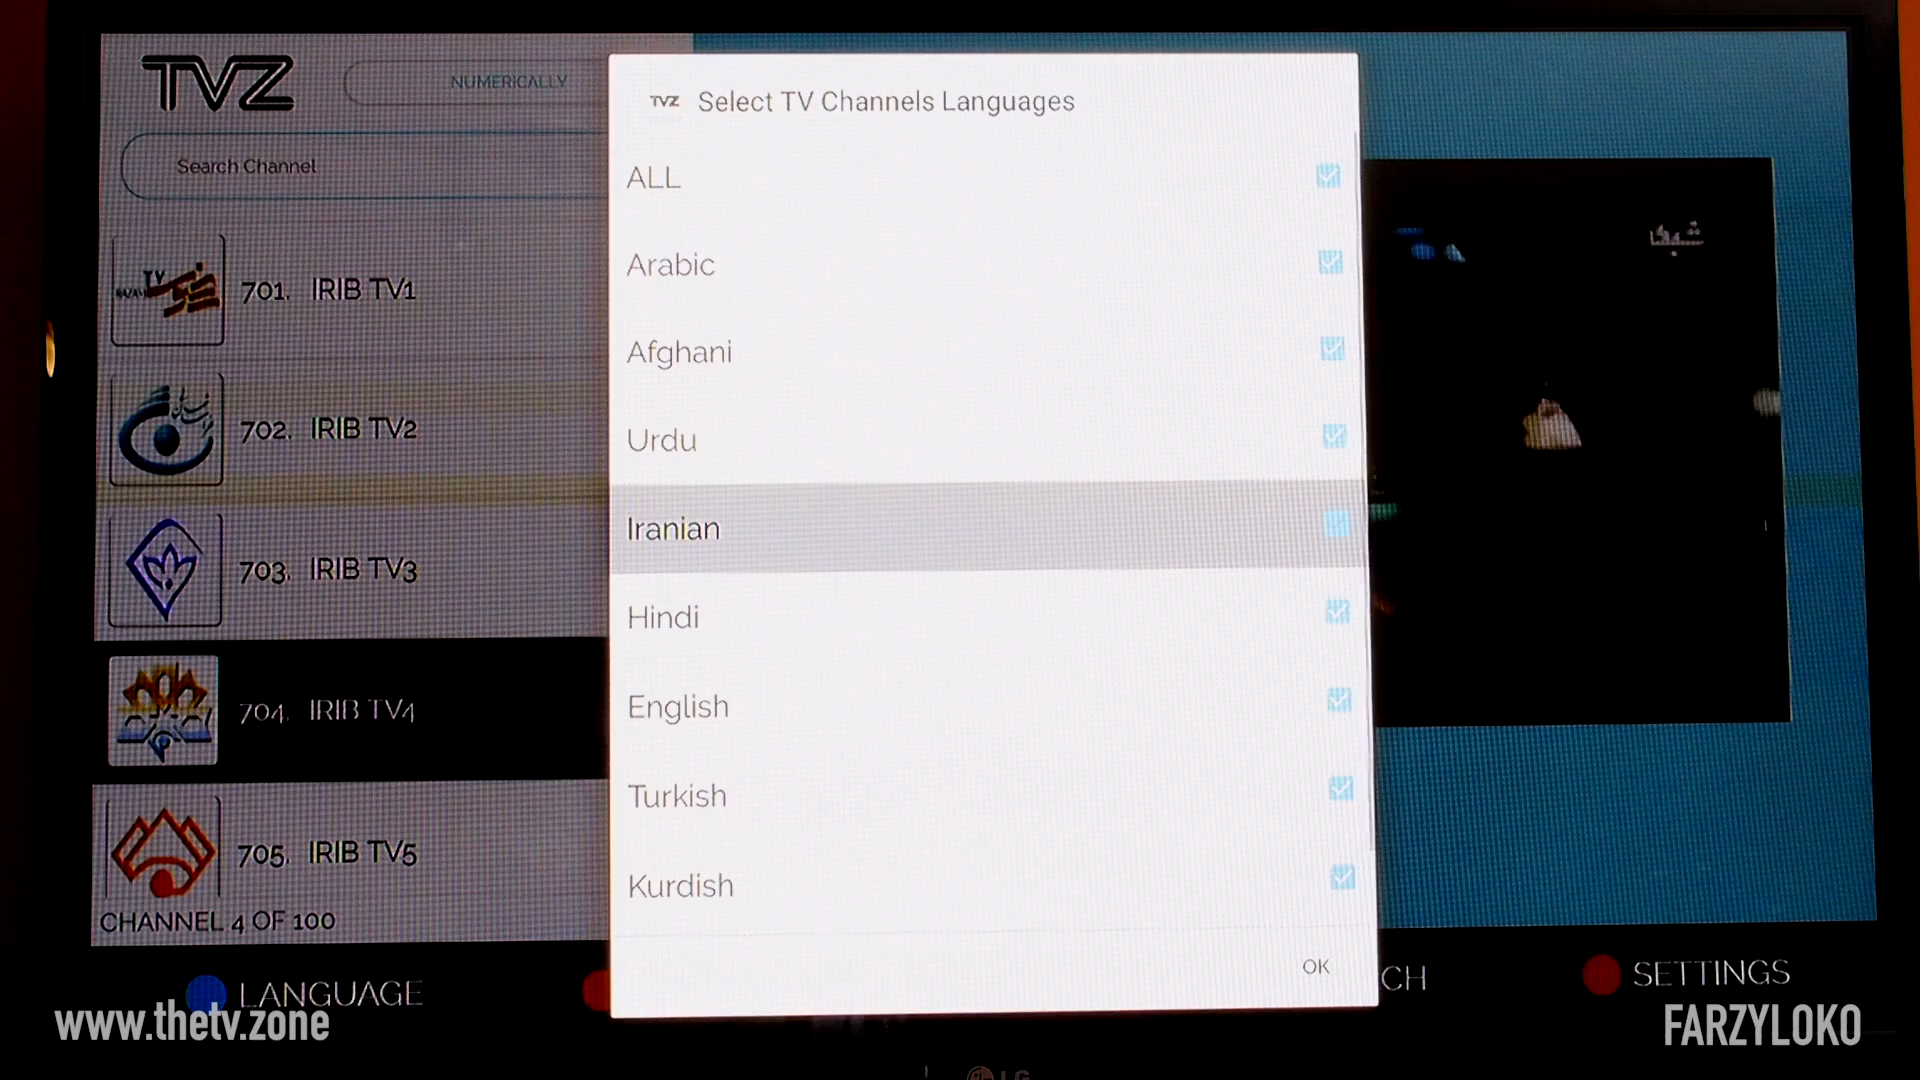 TVZ
NUMERICALLY
Search Channel
701. IRIB TV1
702. IRIB TV2
703. IRIB TV3
704. IRIB TV4
705. IRIB TV5
CHANNEL 4 OF 100
TVZ Select TV Channels Languages
ALL
Arabic
Afghani
Urdu
Iranian
Hindi
English
Turkish
Kurdish
OK
LANGUAGE
CH
SETTINGS
www.thetv.zone
FARZYLOKO
LG